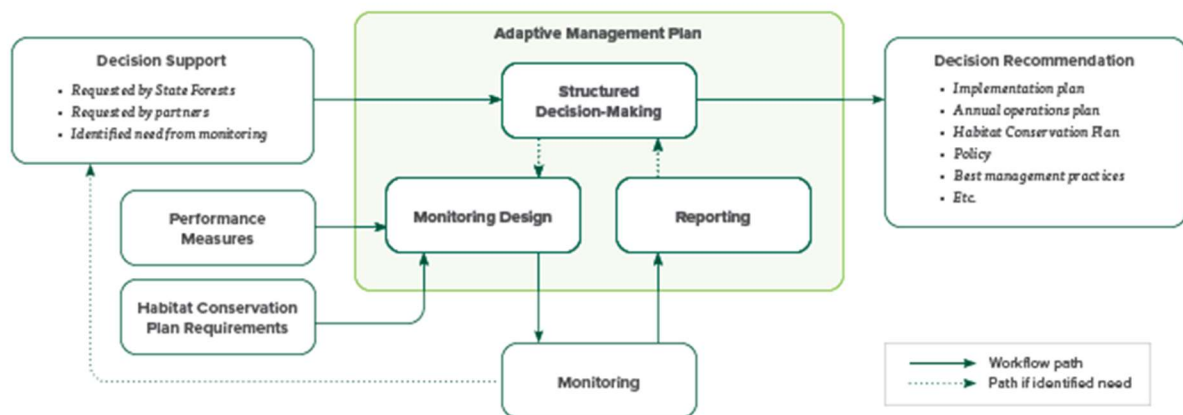 Adaptive Management Plan
Decision Support
• Requested by State Forests
• Requested by partners
• Identified need from monitoring
Structured
Decision-Making
Decision Recommendation
• Implementation plan
• Annual operations plan
• Habitat Conservation Plan
• Policy
• Best management practices
• Etc.
Performance
Measures
Monitoring Design
Reporting
Habitat Conservation
Plan Requirements
Monitoring
Workflow path
Path if identified need